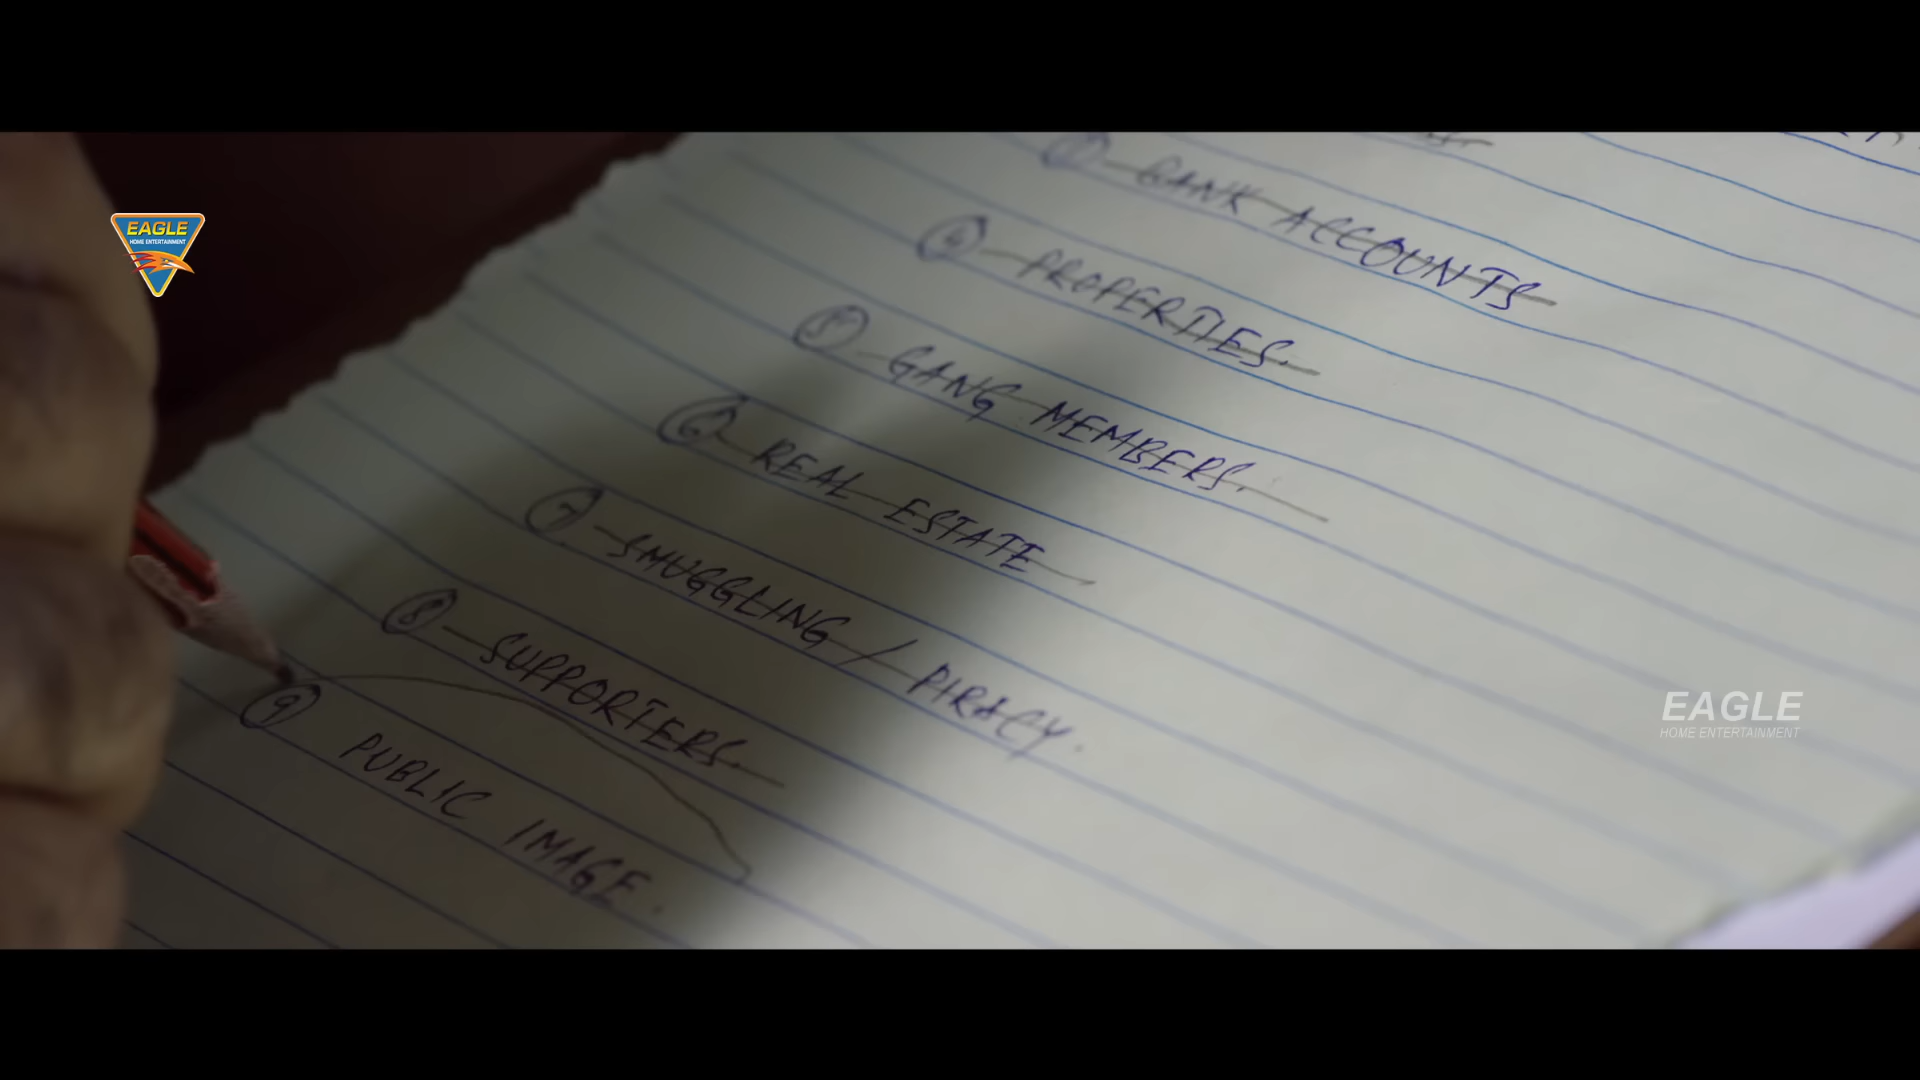 EAGLE
HOME ENTERTAINMENT
BANK ACCOUNTS
4 PROPERTIES.
5 GANG MEMBERS.
6 REAL ESTATE
7 SMUGGLING / PIRACY.
8 SUPPORTERS.
9 PUBLIC IMAGE.
EAGLE
HOME ENTERTAINMENT